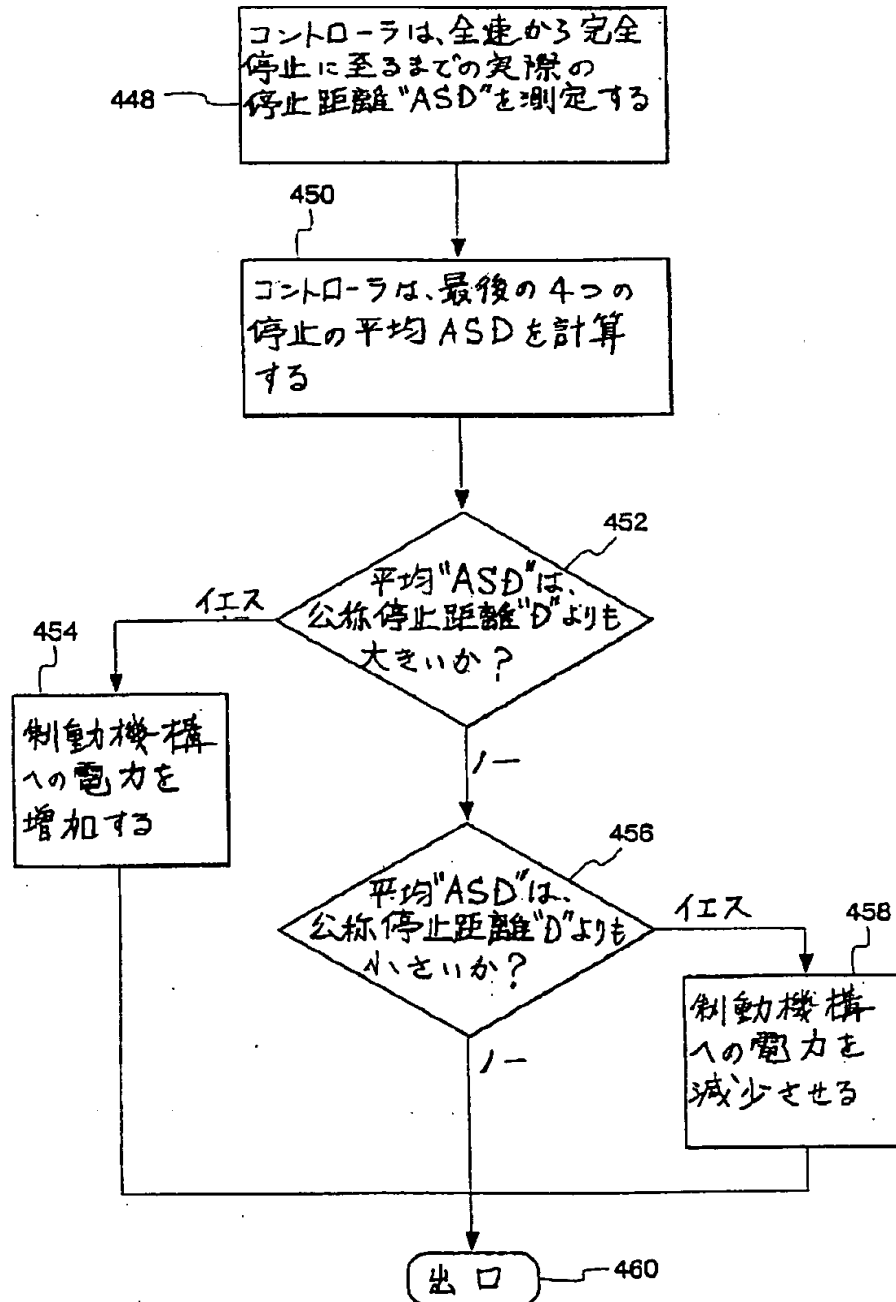 コントローラは、全速から完全
停止に至るまでの実際の
停止距離"ASD"を測定する
448
450
コントローラは、最後の4つの
停止の平均ASDを計算
する
452
平均"ASD"は、
公称停止距離"D"よりも
大きいか?
イエス
454
制動機構
への電力を
増加する
ノー
456
平均"ASD"は、
公称停止距離"D"よりも
小さいか?
イエス
458
制動機構
への電力を
減少させる
ノー
出口
460